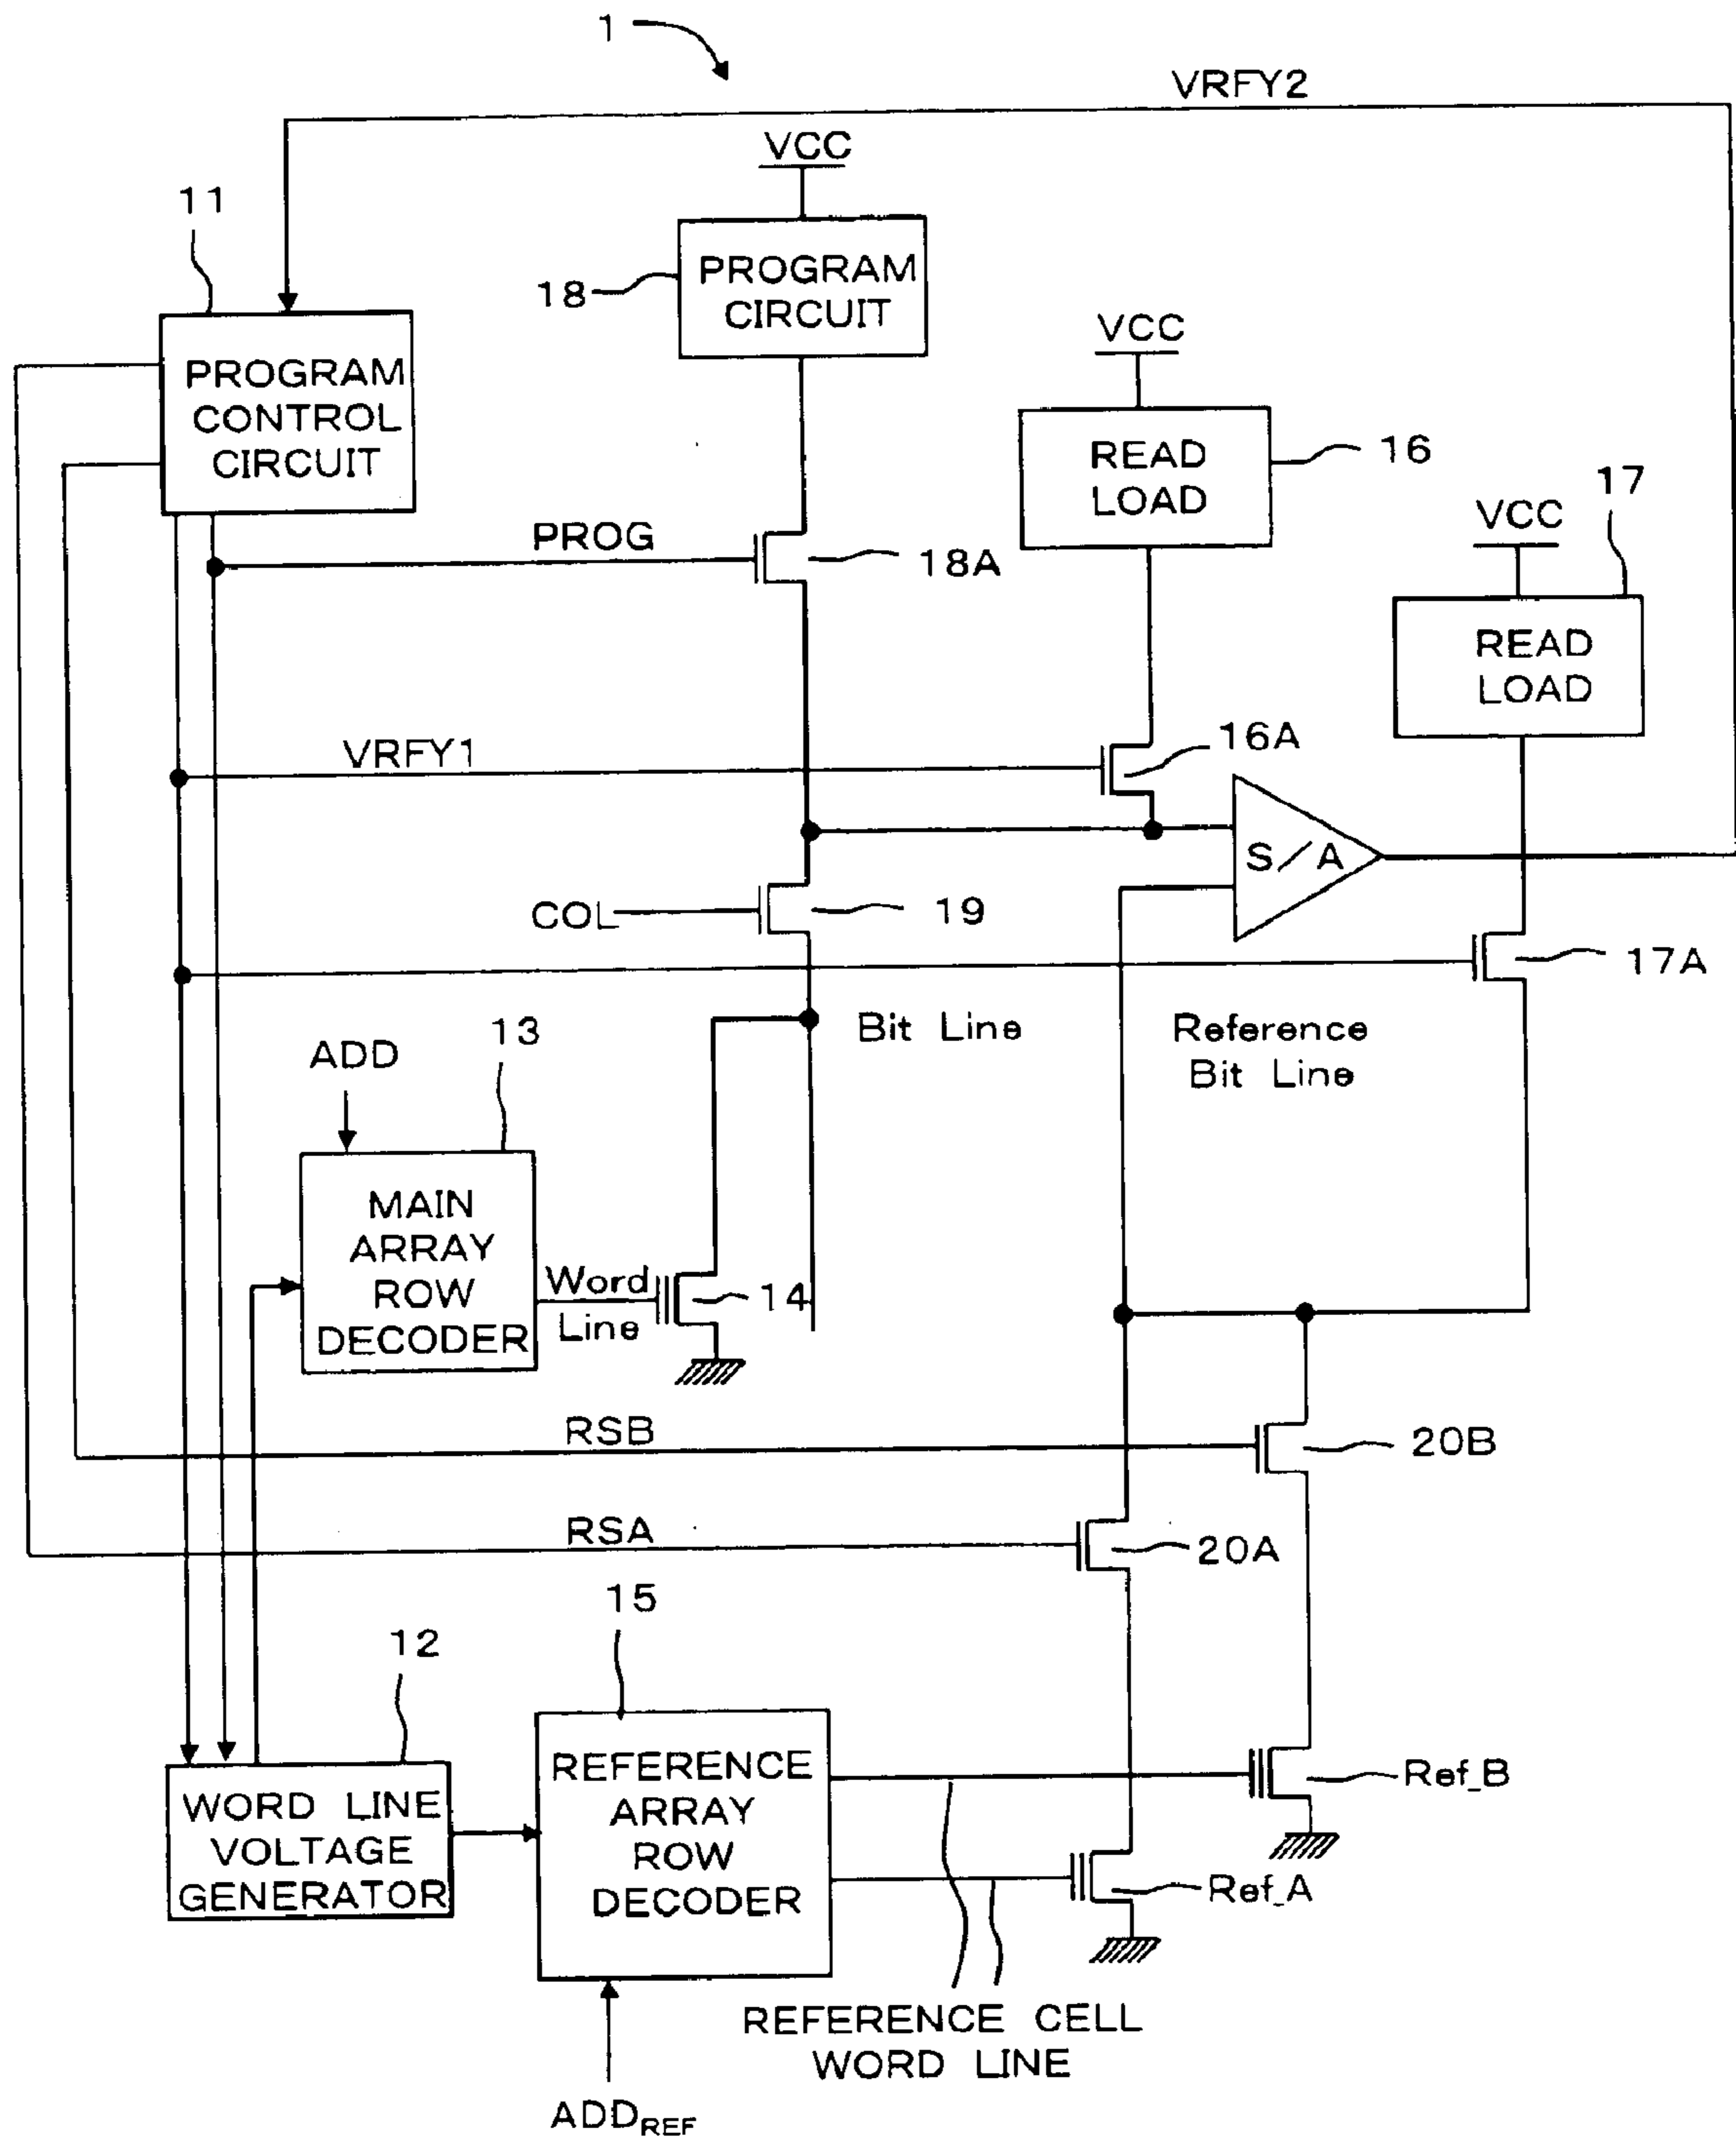 1
VRFY2
VCC
11
18
PROGRAM
CIRCUIT
VCC
PROGRAM
CONTROL
CIRCUIT
READ
LOAD
16
17
VCC
PROG
18A
READ
LOAD
VRFY1
16A
S/A
COL
19
17A
13
Bit Line
Reference
Bit Line
ADD
MAIN
ARRAY
ROW
DECODER
Word
Line
14
RSB
20B
RSA
20A
15
12
REFERENCE
ARRAY
ROW
DECODER
Ref_B
WORD LINE
VOLTAGE
GENERATOR
Ref_A
REFERENCE CELL
WORD LINE
ADDREF